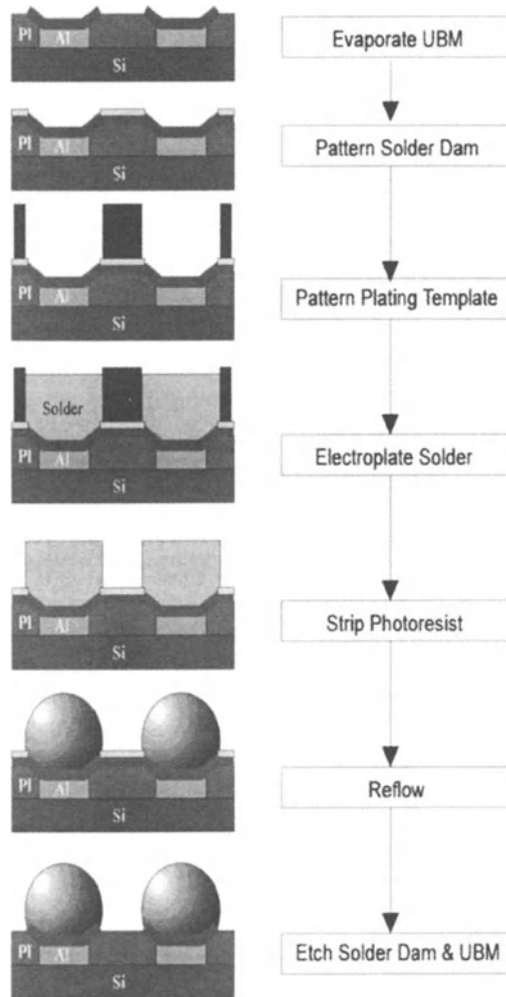 PI Al
Si
Evaporate UBM
PI Al
Si
Pattern Solder Dam
PI Al
Si
Pattern Plating Template
Solder
PI Al
Si
Electroplate Solder
PI Al
Si
Strip Photoresist
PI Al
Si
Reflow
PI Al
Si
Etch Solder Dam & UBM